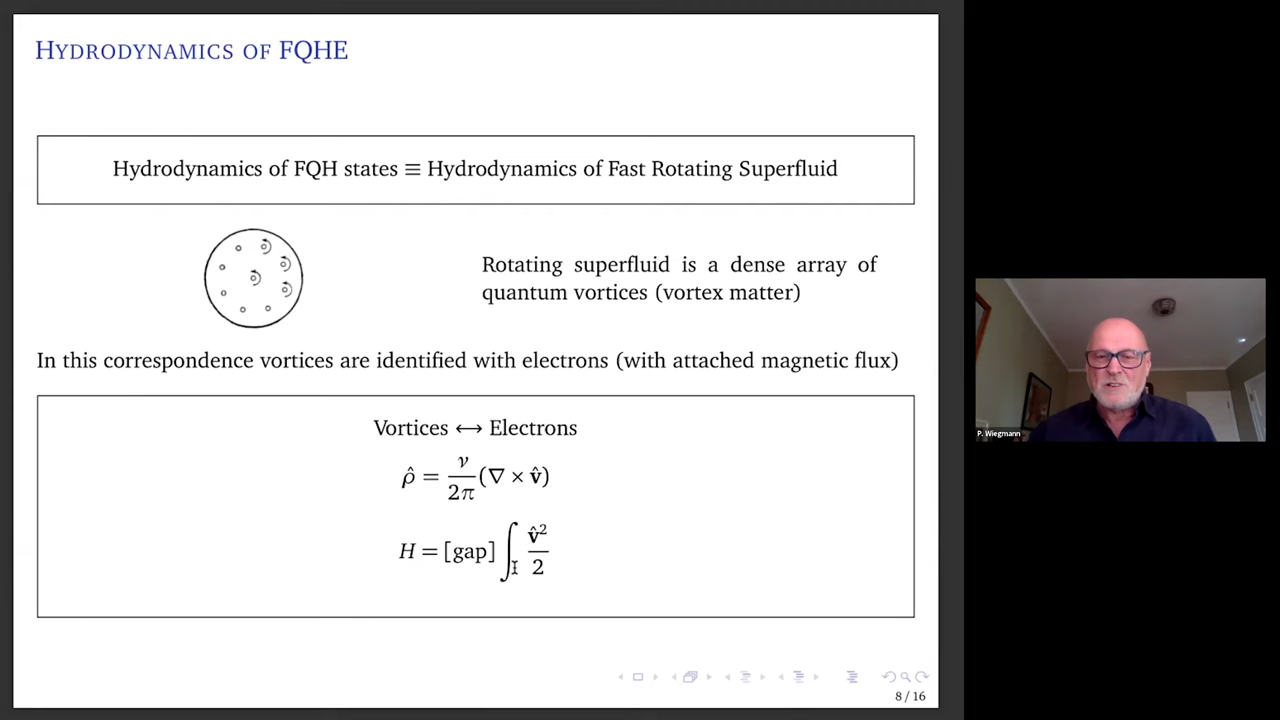 HYDRODYNAMICS OF FQHE
Hydrodynamics of FQH states ≡ Hydrodynamics of Fast Rotating Superfluid
Rotating superfluid is a dense array of
quantum vortices (vortex matter)
In this correspondence vortices are identified with electrons (with attached magnetic flux)
Vortices ⟷ Electrons
ρ̂ = ν/2π (∇ × v̂)
H = [gap] ∫ v̂²/2
P. Wiegmann
8 / 16